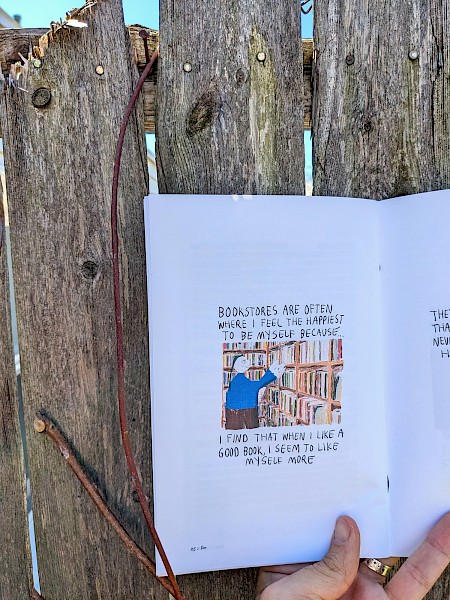 BOOKSTORES ARE OFTEN
WHERE I FEEL THE HAPPIEST
TO BE MYSELF BECAUSE...
I FIND THAT WHEN I LIKE A
GOOD BOOK, I SEEM TO LIKE
MYSELF MORE